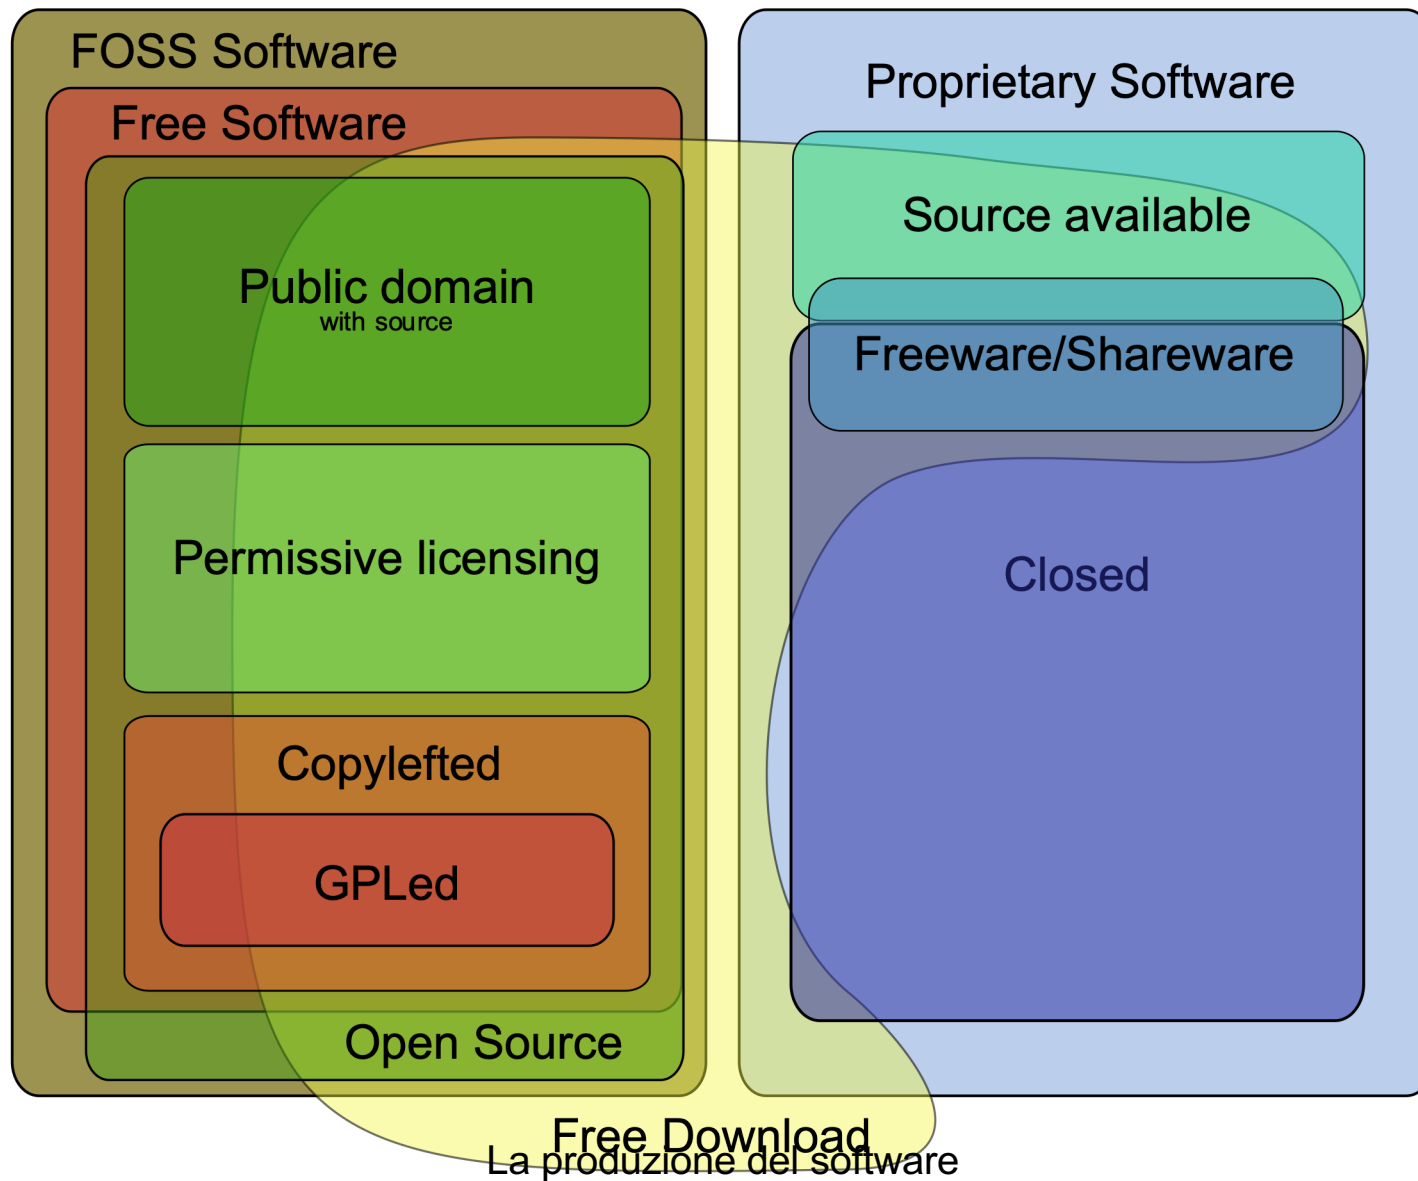 FOSS Software
Free Software
Public domain
with source
Permissive licensing
Copylefted
GPLed
Open Source
Proprietary Software
Source available
Freeware/Shareware
Closed
Free Download
La produzione del software